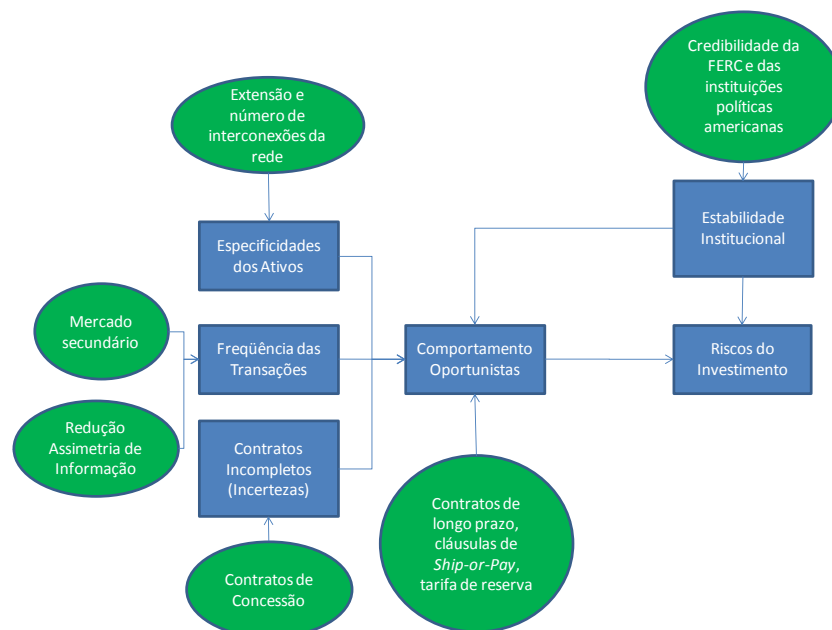 Credibilidade da
FERC e das
instituições
políticas
americanas
Extensão e
número de
interconexões da
rede
Especificidades
dos Ativos
Estabilidade
Institucional
Mercado
secundário
Freqüência das
Transações
Comportamento
Oportunistas
Riscos do
Investimento
Redução
Assimetria de
Informação
Contratos
Incompletos
(Incertezas)
Contratos de
longo prazo,
cláusulas de
Ship-or-Pay,
tarifa de reserva
Contratos de
Concessão